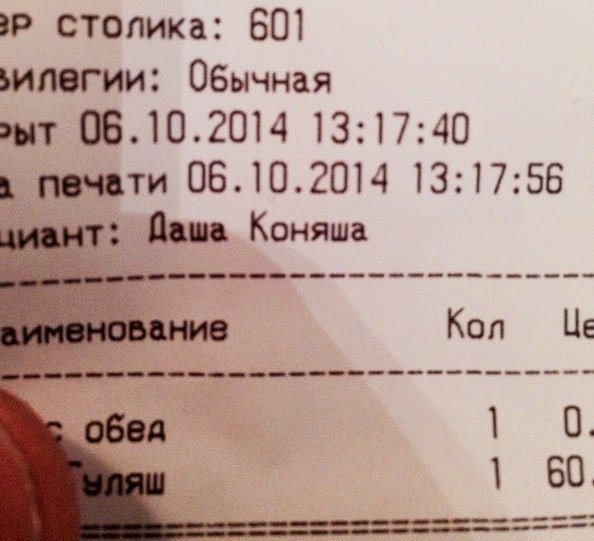 ер столика: 601
вилегии: Обычная
рыт 06.10.2014 13:17:40
а печати 06.10.2014 13:17:56
циант: Даша Коняша
аименование Кол Це
с обед 1 0.
Гуляш 1 60.